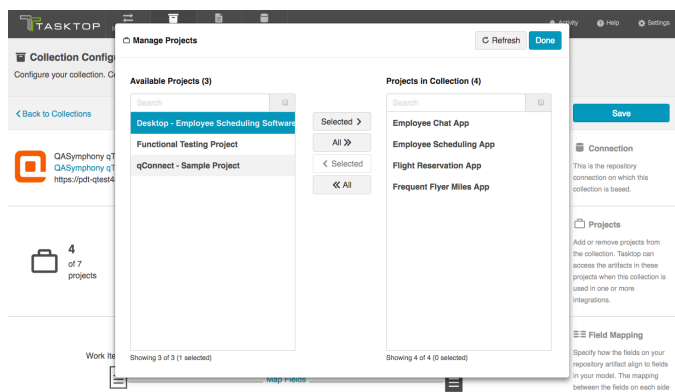 TASKTOP
Activity
Help
Settings
Manage Projects
Refresh
Done
Collection Config
Configure your collection. Co
Available Projects (3)
Projects in Collection (4)
Search
Search
Back to Collections
Desktop - Employee Scheduling Software
Selected
Employee Chat App
Save
Functional Testing Project
All
Employee Scheduling App
qConnect - Sample Project
Selected
Flight Reservation App
All
Frequent Flyer Miles App
QASymphony qT
QASymphony qT
https://pdt-qtest4
Connection
This is the repository
connection on which this
collection is based.
4
of 7
projects
Projects
Add or remove projects from
the collection. Tasktop can
access the artifacts in these
projects when this collection is
used in one or more
integrations.
Showing 3 of 3 (1 selected)
Showing 4 of 4 (0 selected)
Work Ite
Map Fields
Field Mapping
Specify how the fields on your
repository artifact align to fields
in your model. The mapping
between the fields on each side